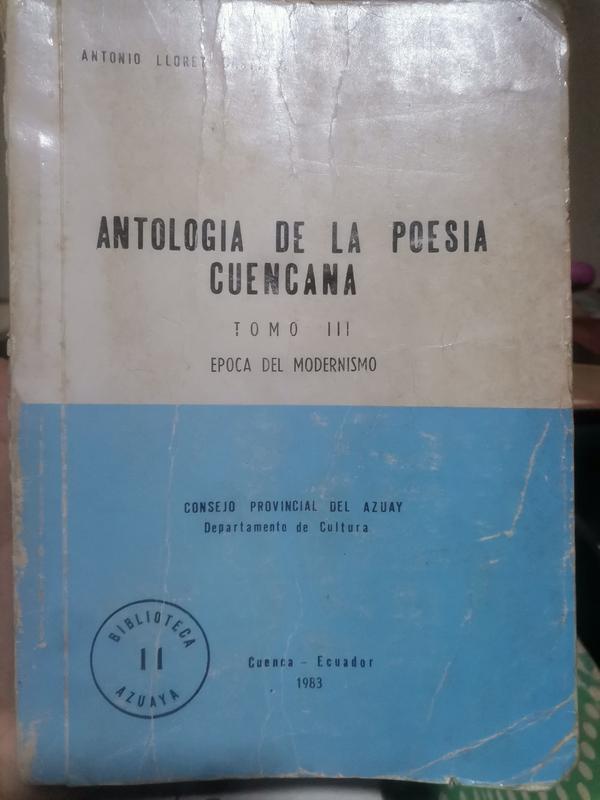 ANTONIO LLORET
ANTOLOGIA DE LA POESIA
CUENCANA
TOMO III
EPOCA DEL MODERNISMO
CONSEJO PROVINCIAL DEL AZUAY
Departamento de Cultura
BIBLIOTECA
11
AZUAYA
Cuenca - Ecuador
1983